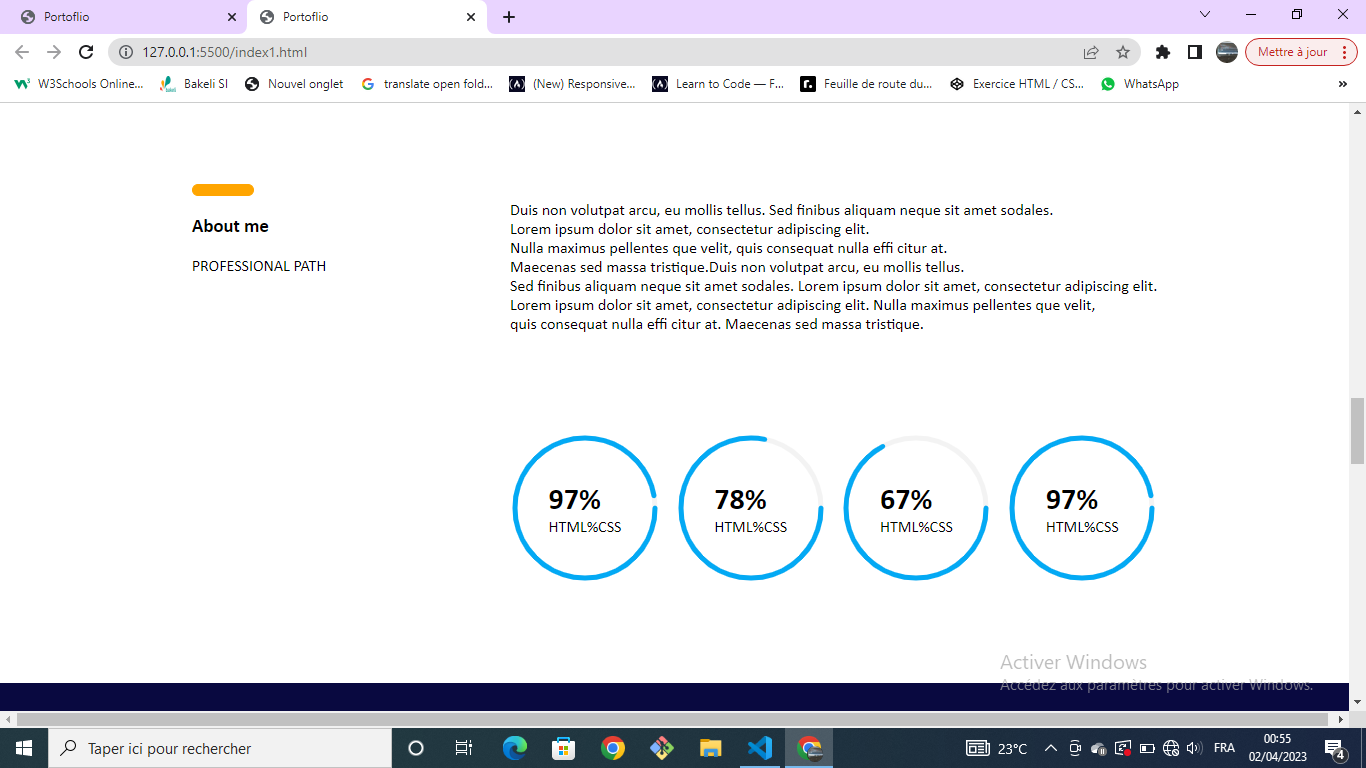 Portoflio
Portoflio
127.0.0.1:5500/index1.html
Mettre à jour
W3Schools Online...
Bakeli SI
Nouvel onglet
translate open fold...
(New) Responsive...
Learn to Code — F...
Feuille de route du...
Exercice HTML / CS...
WhatsApp
About me
PROFESSIONAL PATH
Duis non volutpat arcu, eu mollis tellus. Sed finibus aliquam neque sit amet sodales.
Lorem ipsum dolor sit amet, consectetur adipiscing elit.
Nulla maximus pellentes que velit, quis consequat nulla effi citur at.
Maecenas sed massa tristique.Duis non volutpat arcu, eu mollis tellus.
Sed finibus aliquam neque sit amet sodales. Lorem ipsum dolor sit amet, consectetur adipiscing elit.
Lorem ipsum dolor sit amet, consectetur adipiscing elit. Nulla maximus pellentes que velit,
quis consequat nulla effi citur at. Maecenas sed massa tristique.
97%
HTML%CSS
78%
HTML%CSS
67%
HTML%CSS
97%
HTML%CSS
Activer Windows
Accédez aux paramètres pour activer Windows.
Taper ici pour rechercher
23°C
FRA
00:55
02/04/2023
4